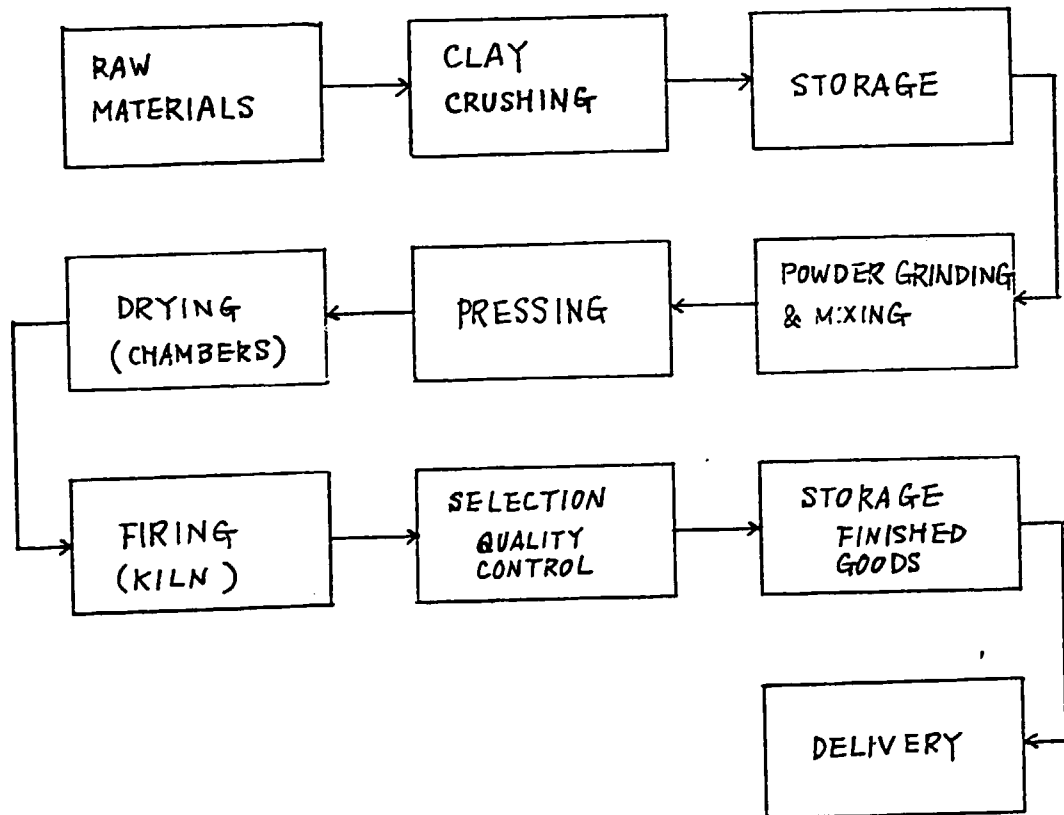 RAW
MATERIALS
CLAY
CRUSHING
STORAGE
DRYING
(CHAMBERS)
PRESSING
POWDER GRINDING
& MIXING
FIRING
(KILN)
SELECTION
QUALITY
CONTROL
STORAGE
FINISHED
GOODS
DELIVERY